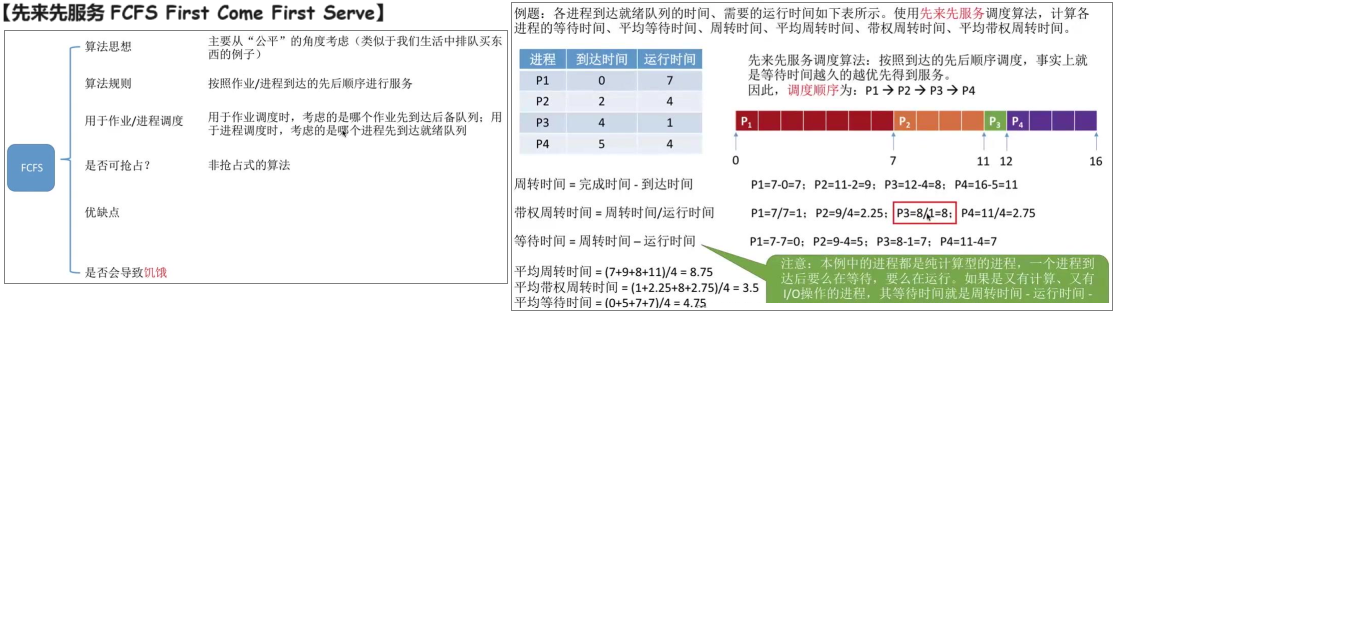 【先来先服务 FCFS First Come First Serve】
FCFS
算法思想
主要从“公平”的角度考虑（类似于我们生活中排队买东
西的例子）
算法规则
按照作业/进程到达的先后顺序进行服务
用于作业/进程调度
用于作业调度时，考虑的是哪个作业先到达后备队列；用
于进程调度时，考虑的是哪个进程先到达就绪队列
是否可抢占？
非抢占式的算法
优缺点
是否会导致饥饿
例题：各进程到达就绪队列的时间、需要的运行时间如下表所示。使用先来先服务调度算法，计算各
进程的等待时间、平均等待时间、周转时间、平均周转时间、带权周转时间、平均带权周转时间。
进程 到达时间 运行时间
P1 0 7
P2 2 4
P3 4 1
P4 5 4
先来先服务调度算法：按照到达的先后顺序调度，事实上就
是等待时间越久的越优先得到服务。
因此，调度顺序为：P1 → P2 → P3 → P4
P1 P2 P3 P4
0 7 11 12 16
周转时间 = 完成时间 - 到达时间
P1=7-0=7；P2=11-2=9；P3=12-4=8；P4=16-5=11
带权周转时间 = 周转时间/运行时间
P1=7/7=1；P2=9/4=2.25；P3=8/1=8；P4=11/4=2.75
等待时间 = 周转时间 – 运行时间
P1=7-7=0；P2=9-4=5；P3=8-1=7；P4=11-4=7
平均周转时间 = (7+9+8+11)/4 = 8.75
平均带权周转时间 = (1+2.25+8+2.75)/4 = 3.5
平均等待时间 = (0+5+7+7)/4 = 4.75
注意：本例中的进程都是纯计算型的进程，一个进程到
达后要么在等待，要么在运行。如果是又有计算、又有
I/O操作的进程，其等待时间就是周转时间 - 运行时间 -